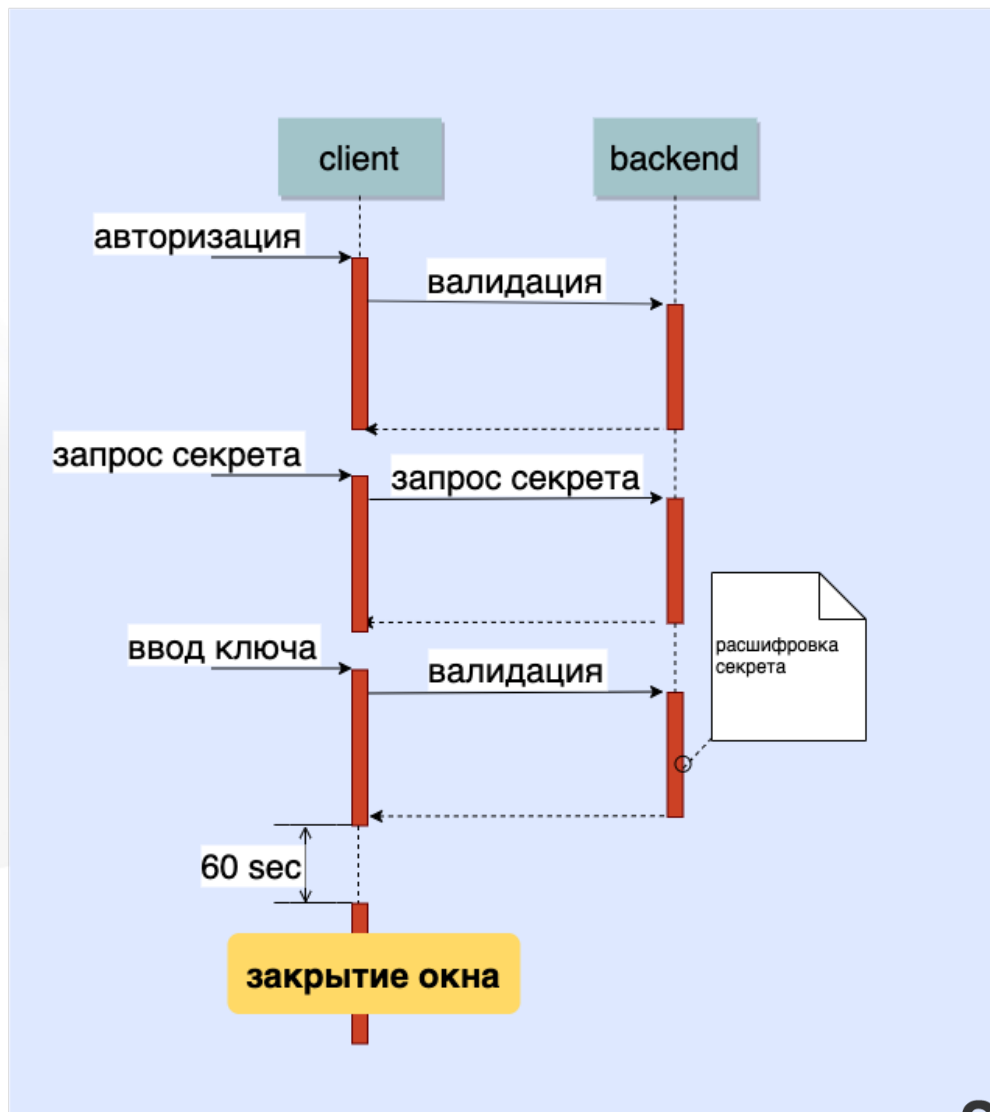 client
backend
авторизация
валидация
запрос секрета
запрос секрета
расшифровка
секрета
ввод ключа
валидация
60 sec
закрытие окна